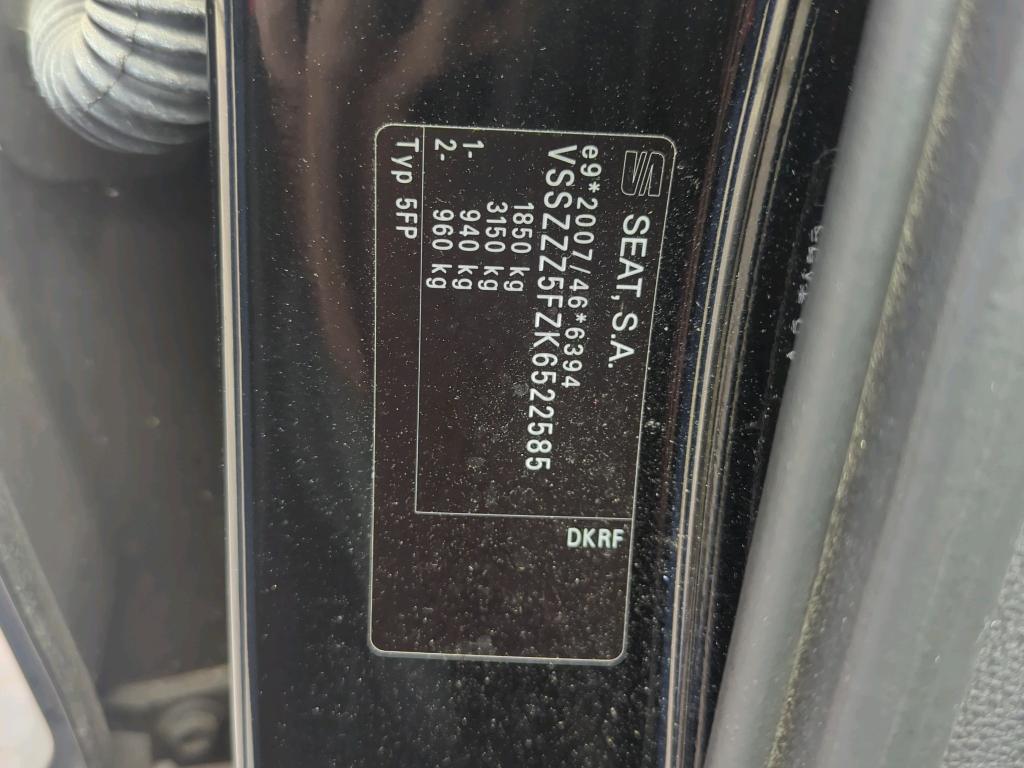 SEAT, S.A.
e9*2007/46*6394
VSSZZZ5FZK6522585
1850 kg
3150 kg
1- 940 kg
2- 960 kg
Typ 5FP
DKRF